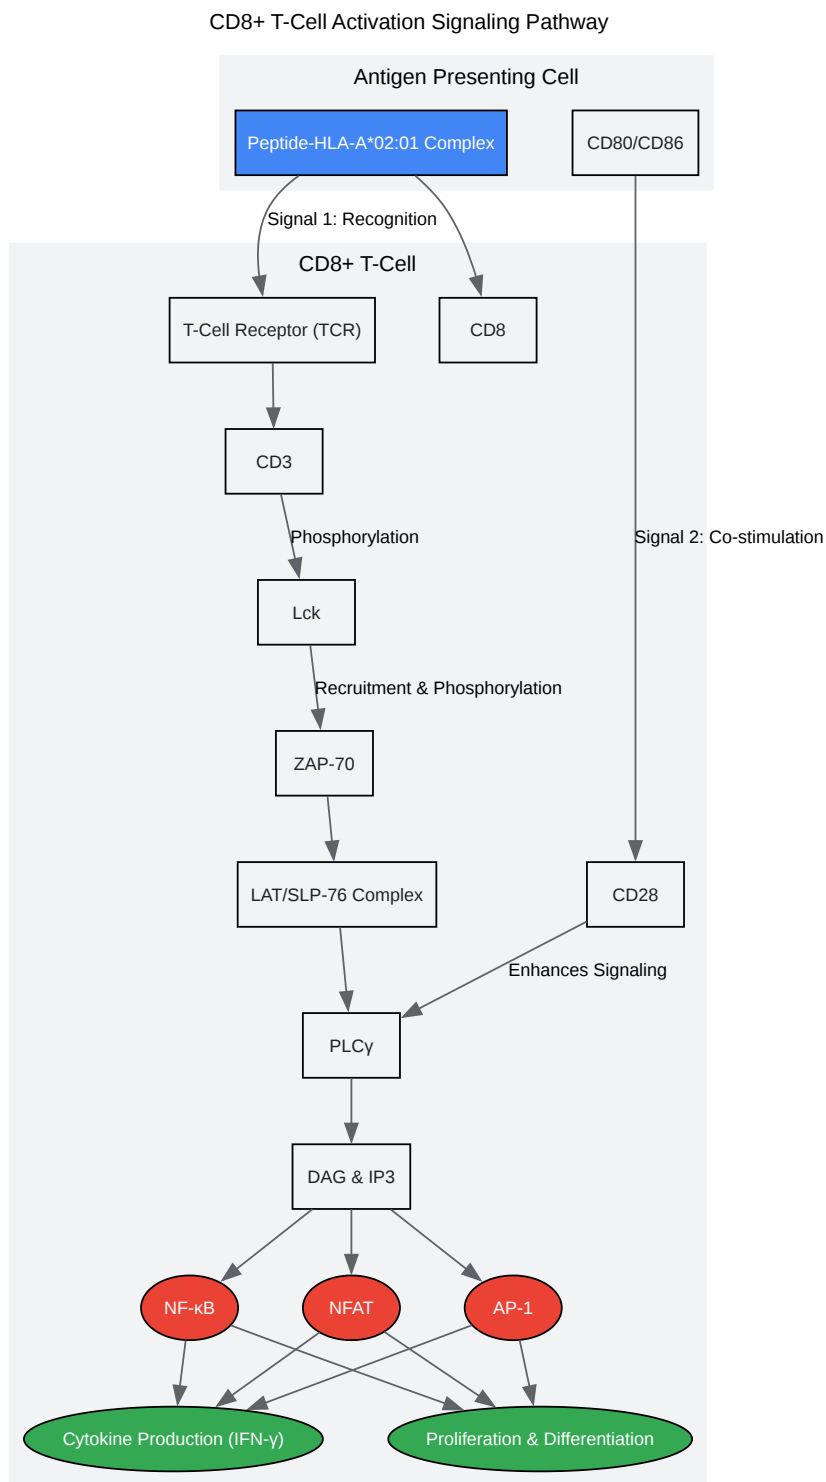 CD8+ T-Cell Activation Signaling Pathway
Antigen Presenting Cell
Peptide-HLA-A*02:01 Complex
CD80/CD86
Signal 1: Recognition
CD8+ T-Cell
T-Cell Receptor (TCR)
CD8
CD3
Phosphorylation
Signal 2: Co-stimulation
Lck
Recruitment & Phosphorylation
ZAP-70
LAT/SLP-76 Complex
CD28
Enhances Signaling
PLCγ
DAG & IP3
NF-κB
NFAT
AP-1
Cytokine Production (IFN-γ)
Proliferation & Differentiation